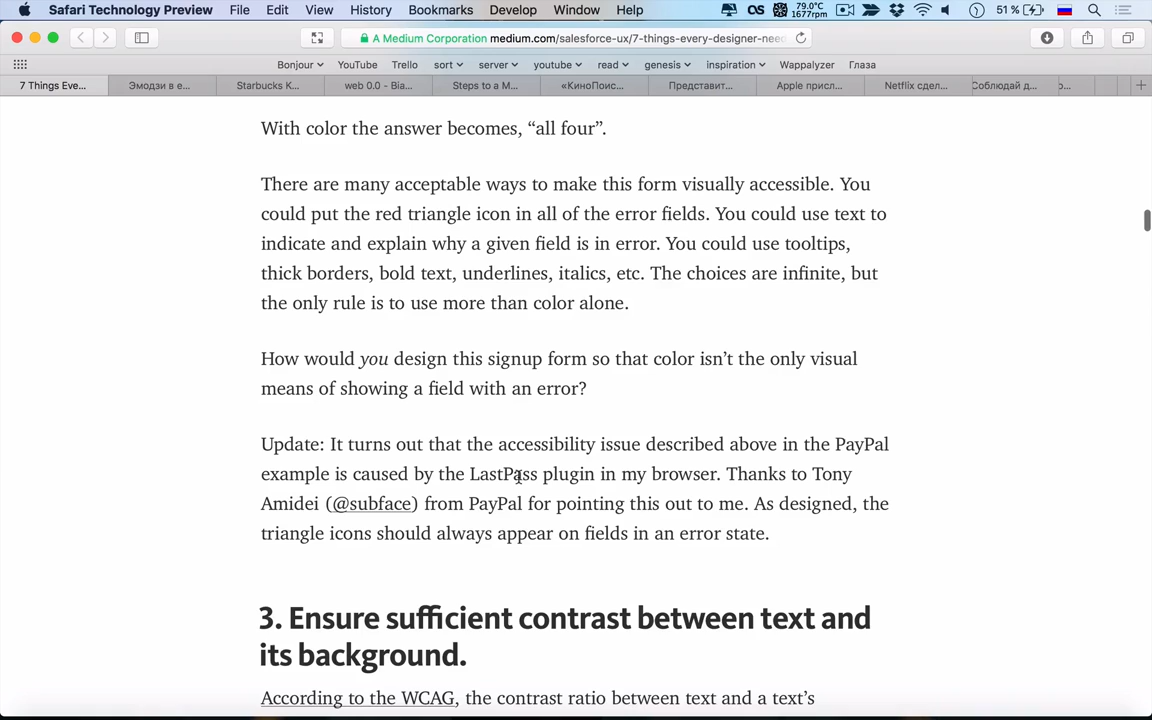 Safari Technology Preview File Edit View History Bookmarks Develop Window Help
79.0°C
1677rpm
51 %
A Medium Corporation medium.com/salesforce-ux/7-things-every-designer-need
Bonjour YouTube Trello sort server youtube read genesis inspiration Wappalyzer Глаза
7 Things Eve... Эмодзи в е... Starbucks K... web 0.0 - Bia... Steps to a M... «КиноПоис... Представит... Apple присл... Netflix сдел... Соблюдай д...
With color the answer becomes, “all four”.
There are many acceptable ways to make this form visually accessible. You
could put the red triangle icon in all of the error fields. You could use text to
indicate and explain why a given field is in error. You could use tooltips,
thick borders, bold text, underlines, italics, etc. The choices are infinite, but
the only rule is to use more than color alone.
How would you design this signup form so that color isn’t the only visual
means of showing a field with an error?
Update: It turns out that the accessibility issue described above in the PayPal
example is caused by the LastPass plugin in my browser. Thanks to Tony
Amidei (@subface) from PayPal for pointing this out to me. As designed, the
triangle icons should always appear on fields in an error state.
3. Ensure sufficient contrast between text and
its background.
According to the WCAG, the contrast ratio between text and a text’s